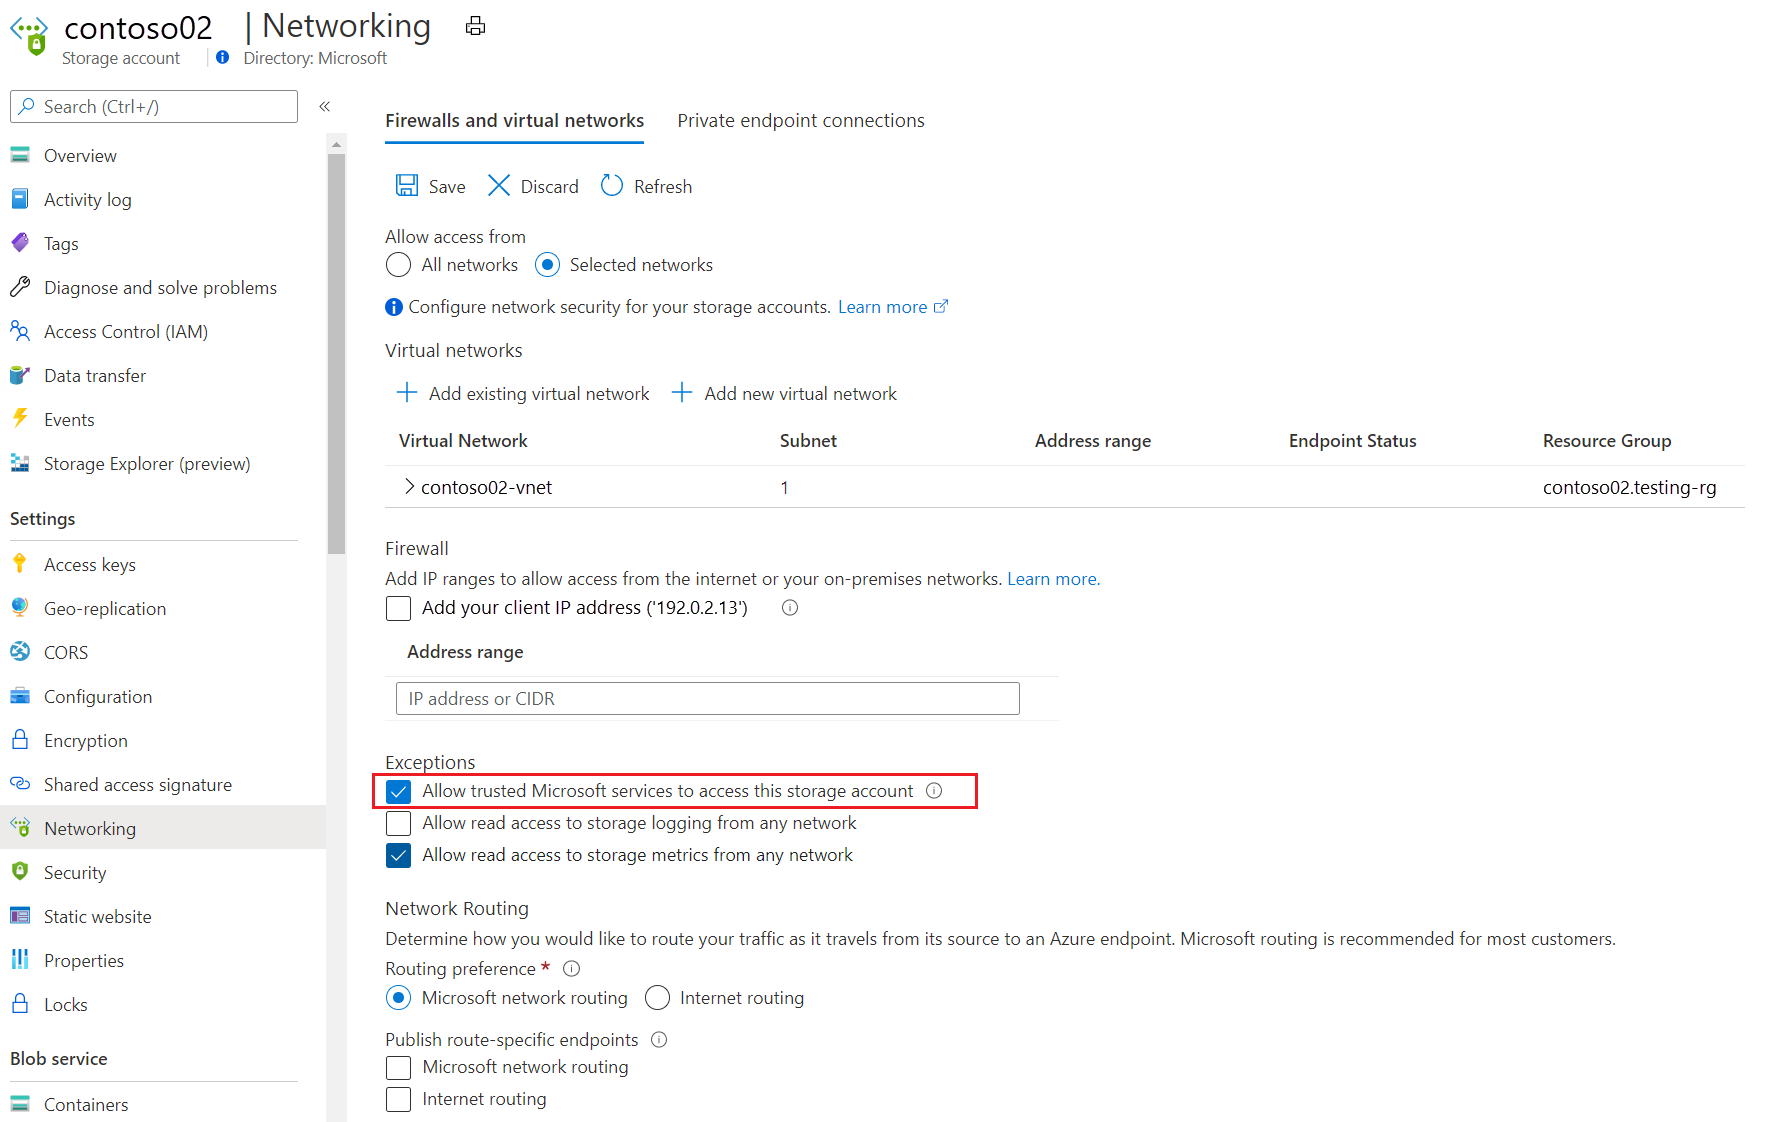 contoso02 | Networking
Storage account
Directory: Microsoft
Search (Ctrl+/)
«
Overview
Activity log
Tags
Diagnose and solve problems
Access Control (IAM)
Data transfer
Events
Storage Explorer (preview)
Settings
Access keys
Geo-replication
CORS
Configuration
Encryption
Shared access signature
Networking
Security
Static website
Properties
Locks
Blob service
Containers
Firewalls and virtual networks
Private endpoint connections
Save
Discard
Refresh
Allow access from
All networks
Selected networks
Configure network security for your storage accounts. Learn more
Virtual networks
Add existing virtual network
Add new virtual network
Virtual Network Subnet Address range Endpoint Status Resource Group
contoso02-vnet 1 contoso02.testing-rg
Firewall
Add IP ranges to allow access from the internet or your on-premises networks. Learn more.
Add your client IP address ('192.0.2.13')
Address range
IP address or CIDR
Exceptions
Allow trusted Microsoft services to access this storage account
Allow read access to storage logging from any network
Allow read access to storage metrics from any network
Network Routing
Determine how you would like to route your traffic as it travels from its source to an Azure endpoint. Microsoft routing is recommended for most customers.
Routing preference *
Microsoft network routing
Internet routing
Publish route-specific endpoints
Microsoft network routing
Internet routing